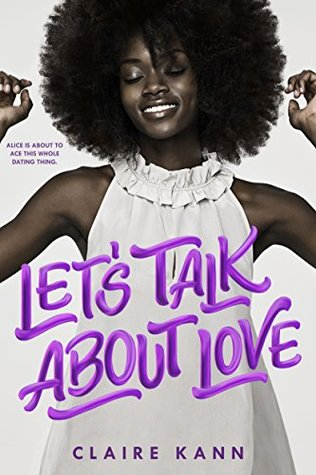 ALICE IS ABOUT TO
ACE THIS WHOLE
DATING THING.
LET'S TALK
ABOUT LOVE
CLAIRE KANN